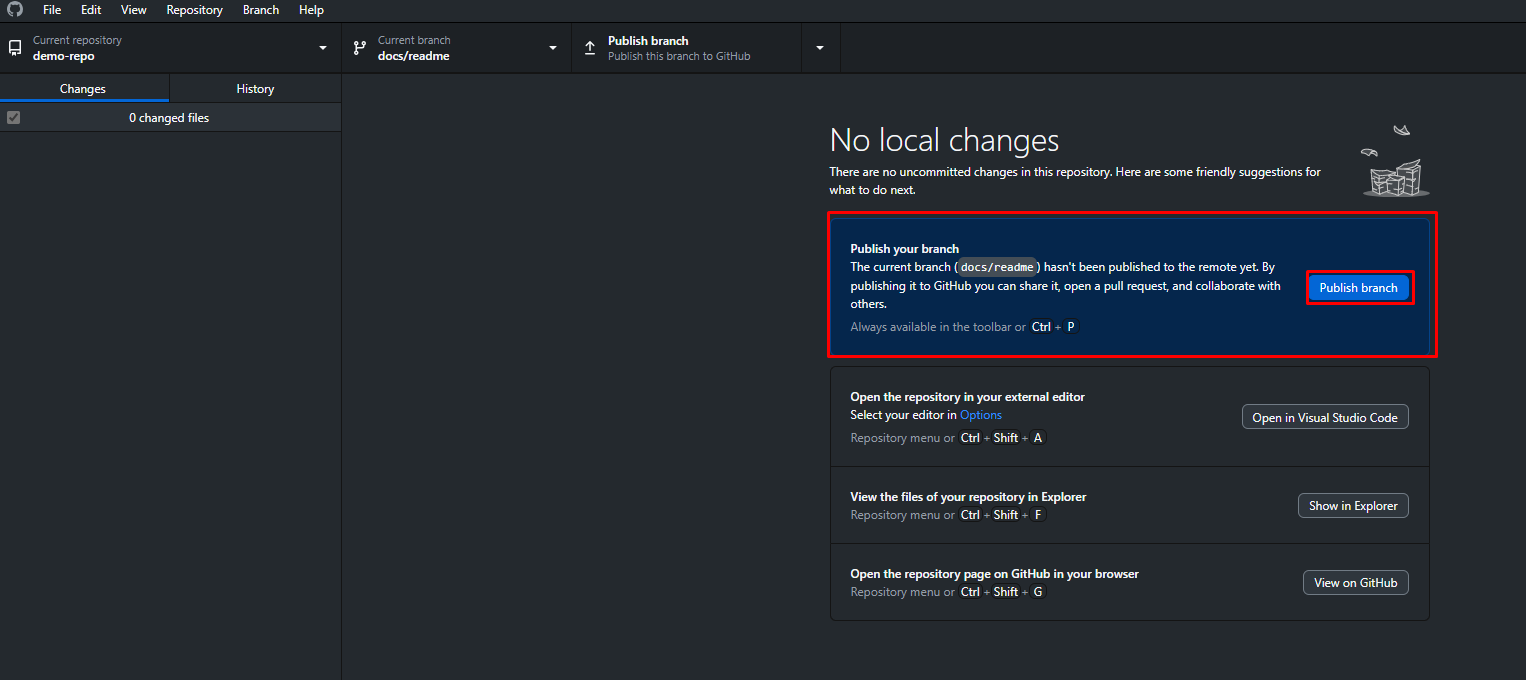 File Edit View Repository Branch Help
Current repository
demo-repo
Current branch
docs/readme
Publish branch
Publish this branch to GitHub
Changes
History
0 changed files
No local changes
There are no uncommitted changes in this repository. Here are some friendly suggestions for
what to do next.
Publish your branch
The current branch (docs/readme) hasn't been published to the remote yet. By
publishing it to GitHub you can share it, open a pull request, and collaborate with
others.
Always available in the toolbar or Ctrl + P
Publish branch
Open the repository in your external editor
Select your editor in Options
Repository menu or Ctrl + Shift + A
Open in Visual Studio Code
View the files of your repository in Explorer
Repository menu or Ctrl + Shift + F
Show in Explorer
Open the repository page on GitHub in your browser
Repository menu or Ctrl + Shift + G
View on GitHub